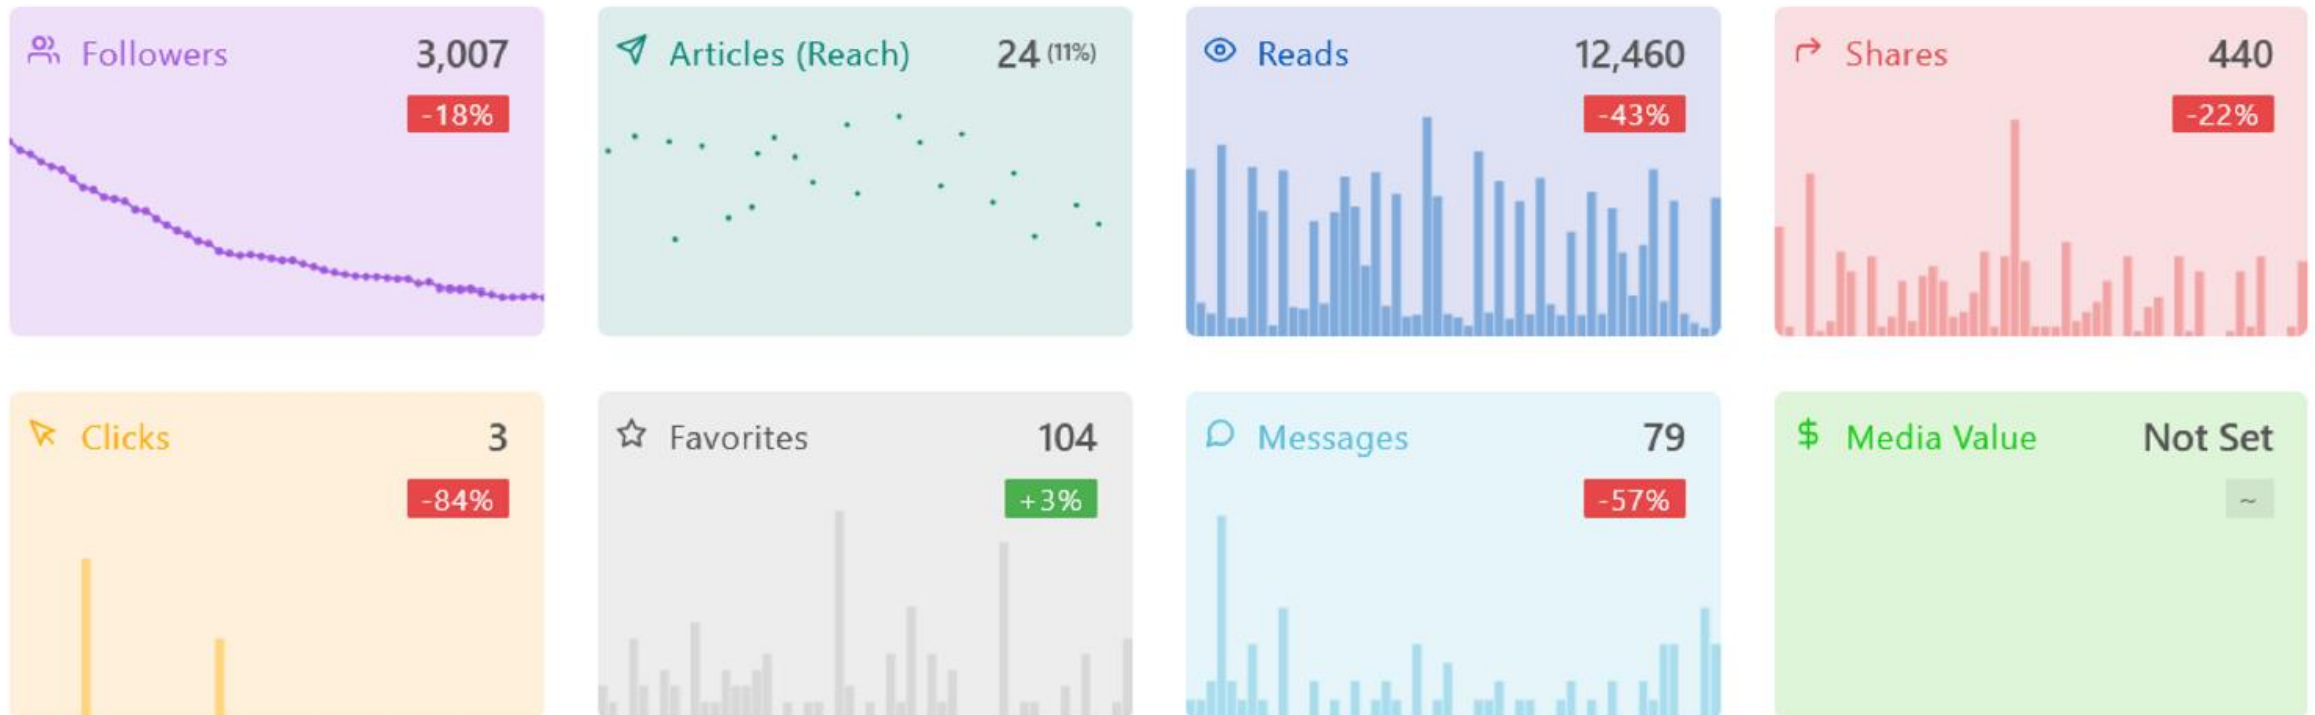 Followers 3,007
-18%
Articles (Reach) 24 (11%)
Reads 12,460
-43%
Shares 440
-22%
Clicks 3
-84%
Favorites 104
+3%
Messages 79
-57%
Media Value Not Set
~